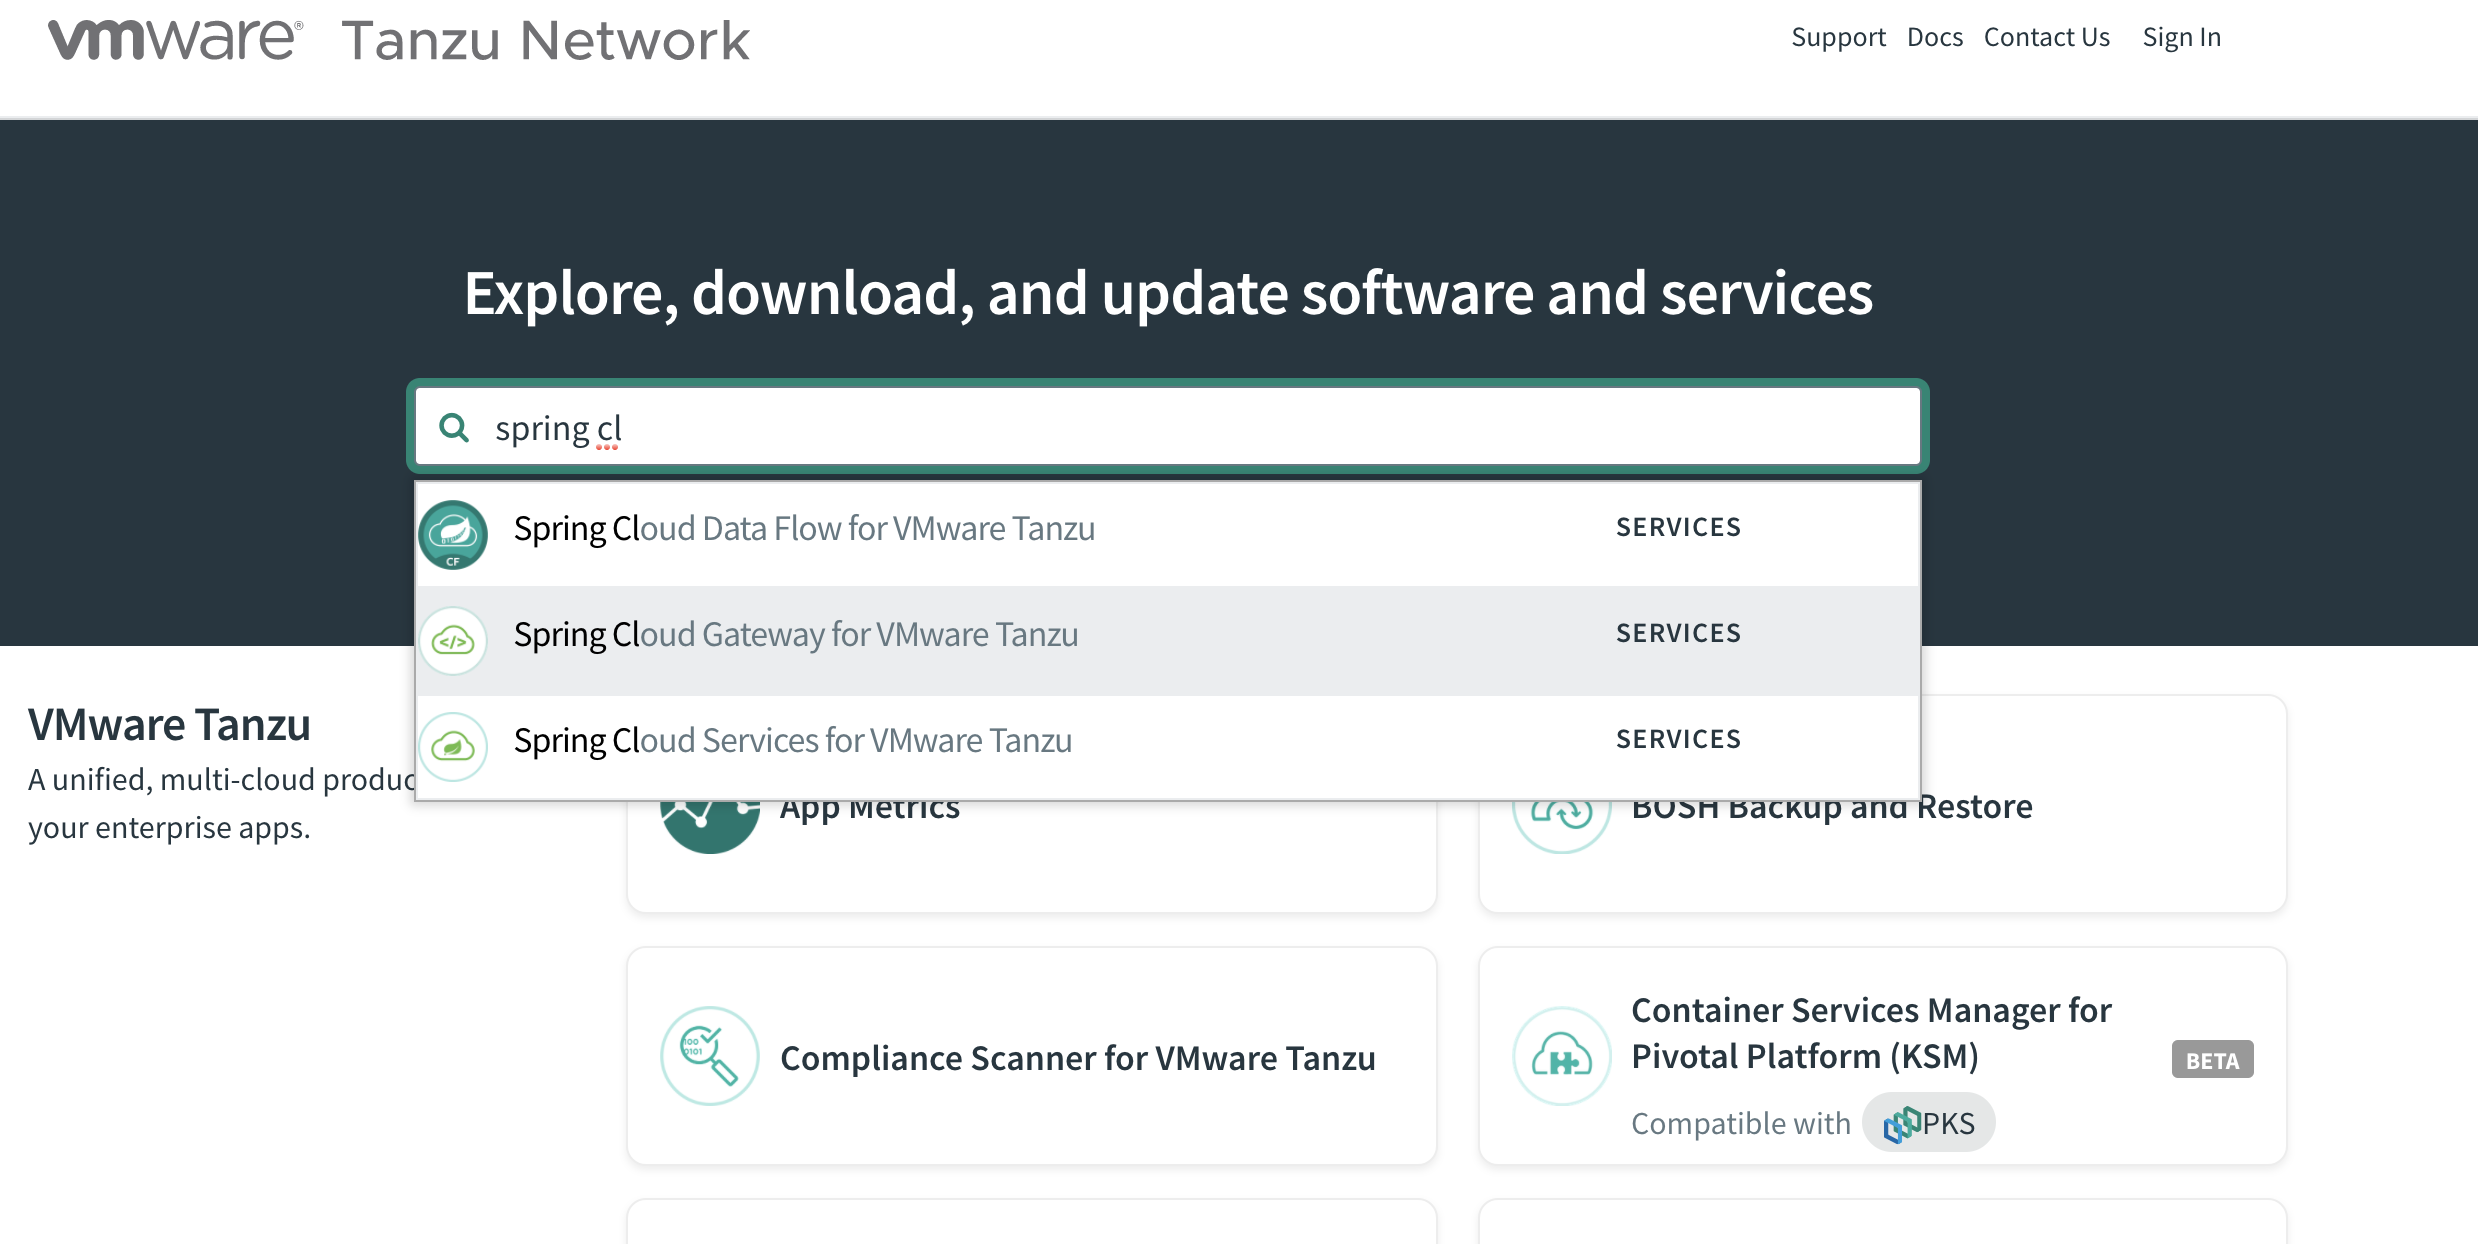 vmware® Tanzu Network
Support Docs Contact Us Sign In
Explore, download, and update software and services
spring cl
Spring Cloud Data Flow for VMware Tanzu SERVICES
CF
Spring Cloud Gateway for VMware Tanzu SERVICES
</>
Spring Cloud Services for VMware Tanzu SERVICES
VMware Tanzu
A unified, multi-cloud produc
your enterprise apps.
App Metrics
BOSH Backup and Restore
100
0101
Compliance Scanner for VMware Tanzu
Container Services Manager for
Pivotal Platform (KSM)
BETA
Compatible with PKS